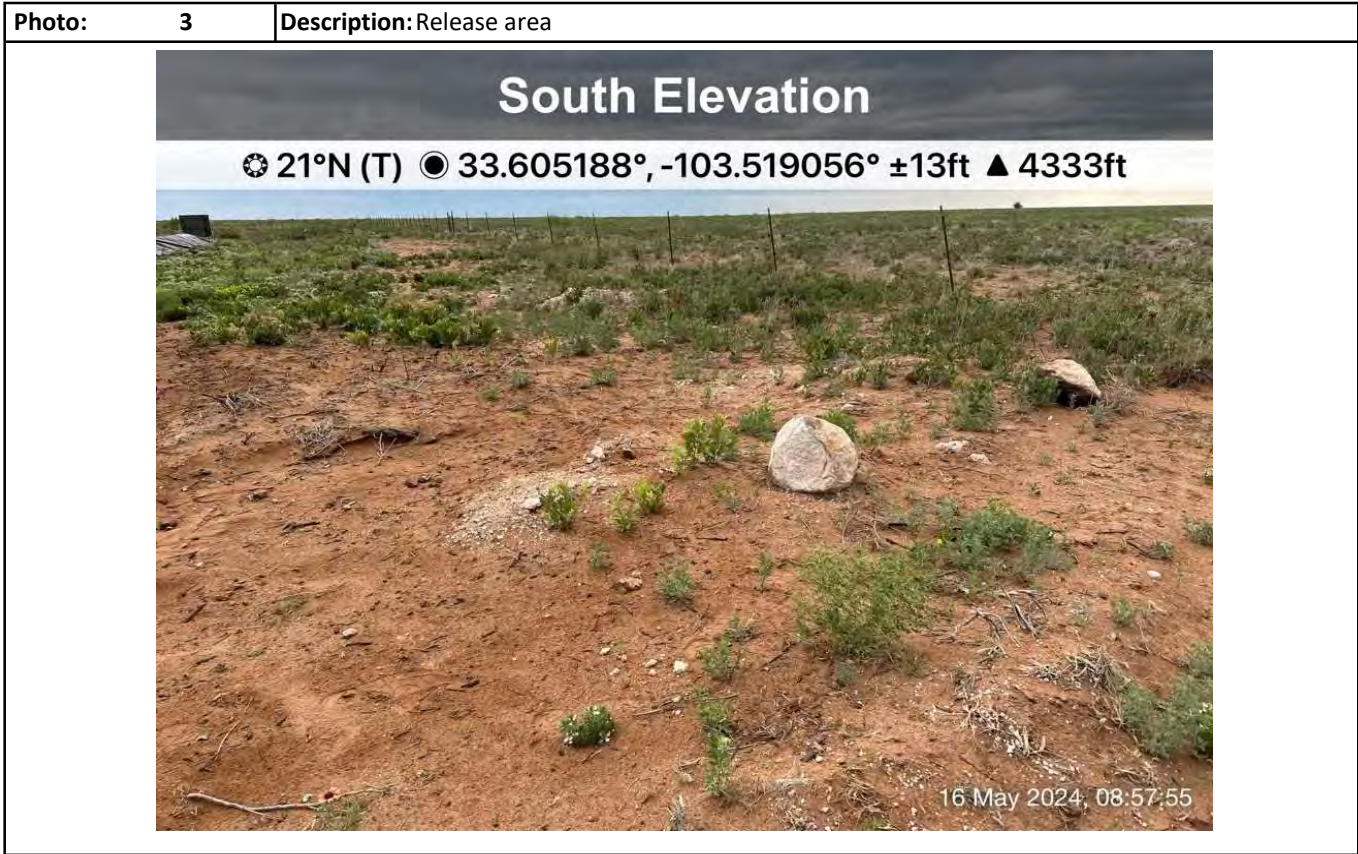 Photo: 3 Description: Release area
South Elevation
21°N (T) 33.605188°, -103.519056° ±13ft ▲ 4333ft
16 May 2024, 08:57:55